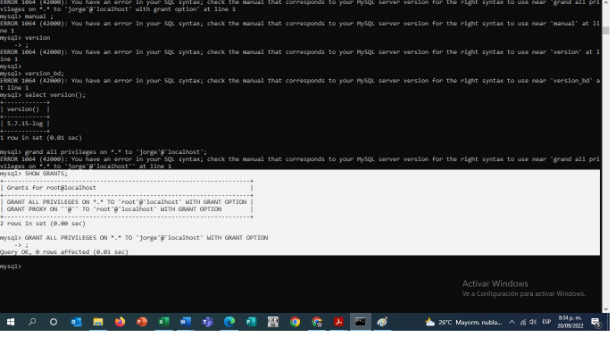 ERROR 1064 (42000): You have an error in your SQL syntax; check the manual that corresponds to your MySQL server version for the right syntax to use near 'grand all pri
vileges on *.* to 'jorge'@'localhost' with grant option' at line 1
mysql> manual ;
ERROR 1064 (42000): You have an error in your SQL syntax; check the manual that corresponds to your MySQL server version for the right syntax to use near 'manual' at li
ne 1
mysql> version
-> ;
ERROR 1064 (42000): You have an error in your SQL syntax; check the manual that corresponds to your MySQL server version for the right syntax to use near 'version' at l
ine 1
mysql>
mysql> version_bd;
ERROR 1064 (42000): You have an error in your SQL syntax; check the manual that corresponds to your MySQL server version for the right syntax to use near 'version_bd' a
t line 1
mysql> select version();
+------------+
| version() |
+------------+
| 5.7.15-log |
+------------+
1 row in set (0.01 sec)
mysql> grand all privileges on *.* to 'jorge'@'localhost';
ERROR 1064 (42000): You have an error in your SQL syntax; check the manual that corresponds to your MySQL server version for the right syntax to use near 'grand all pri
vileges on *.* to 'jorge'@'localhost'' at line 1
mysql> SHOW GRANTS;
+---------------------------------------------------------------------+
| Grants for root@localhost |
+---------------------------------------------------------------------+
| GRANT ALL PRIVILEGES ON *.* TO 'root'@'localhost' WITH GRANT OPTION |
| GRANT PROXY ON ''@'' TO 'root'@'localhost' WITH GRANT OPTION |
+---------------------------------------------------------------------+
2 rows in set (0.00 sec)
mysql> GRANT ALL PRIVILEGES ON *.* TO 'jorge'@'localhost' WITH GRANT OPTION
-> ;
Query OK, 0 rows affected (0.01 sec)
mysql>
Activar Windows
Ve a Configuración para activar Windows.
26°C Mayorm. nubla...
ESP
8:34 p. m.
20/09/2022